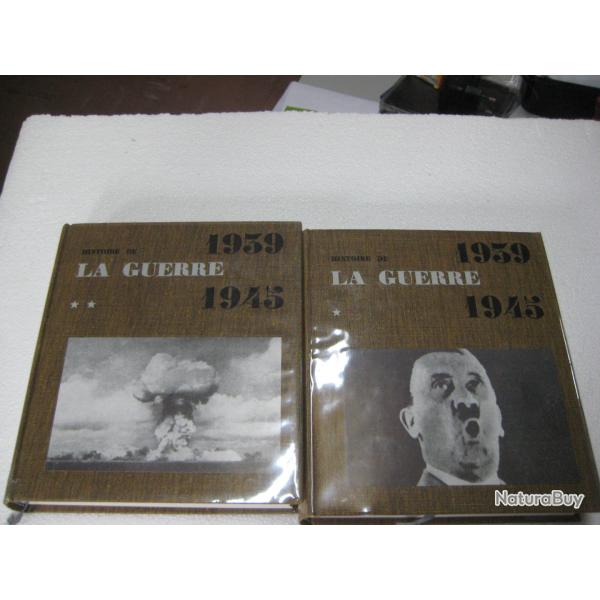 HISTOIRE DE
1939
LA GUERRE
★ ★
1945
HISTOIRE DE
1939
LA GUERRE
★
1945
NaturaBuy